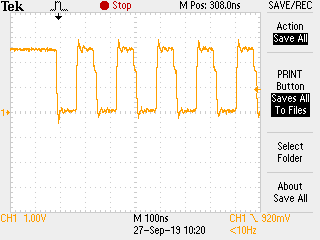 Tek Stop M Pos: 308.0ns SAVE/REC
Action
Save All
PRINT
Button
Saves All
To Files
Select
Folder
About
Save All
1
CH1 1.00V M 100ns CH1 920mV
27-Sep-19 10:20 <10Hz